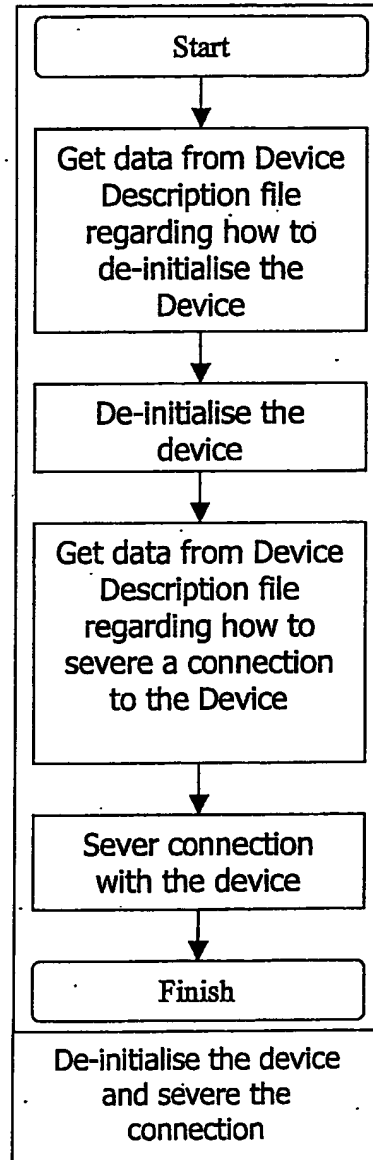 Start
Get data from Device
Description file
regarding how to
de-initialise the
Device
De-initialise the
device
Get data from Device
Description file
regarding how to
severe a connection
to the Device
Sever connection
with the device
Finish
De-initialise the device
and severe the
connection